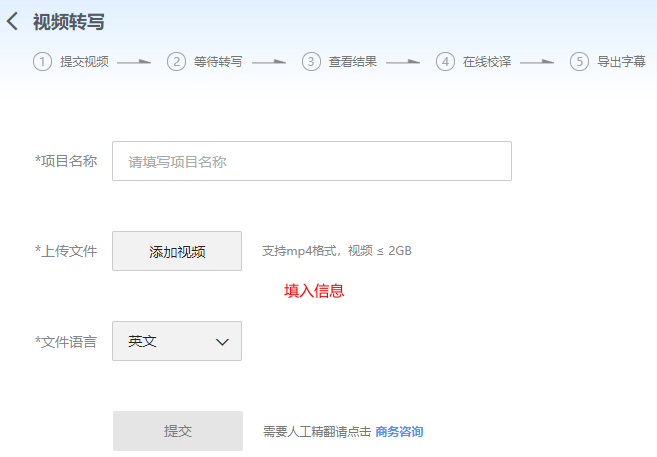 视频转写
1 提交视频 2 等待转写 3 查看结果 4 在线校译 5 导出字幕
*项目名称 请填写项目名称
*上传文件 添加视频 支持mp4格式，视频 ≤ 2GB
填入信息
*文件语言 英文
提交 需要人工精翻请点击 商务咨询